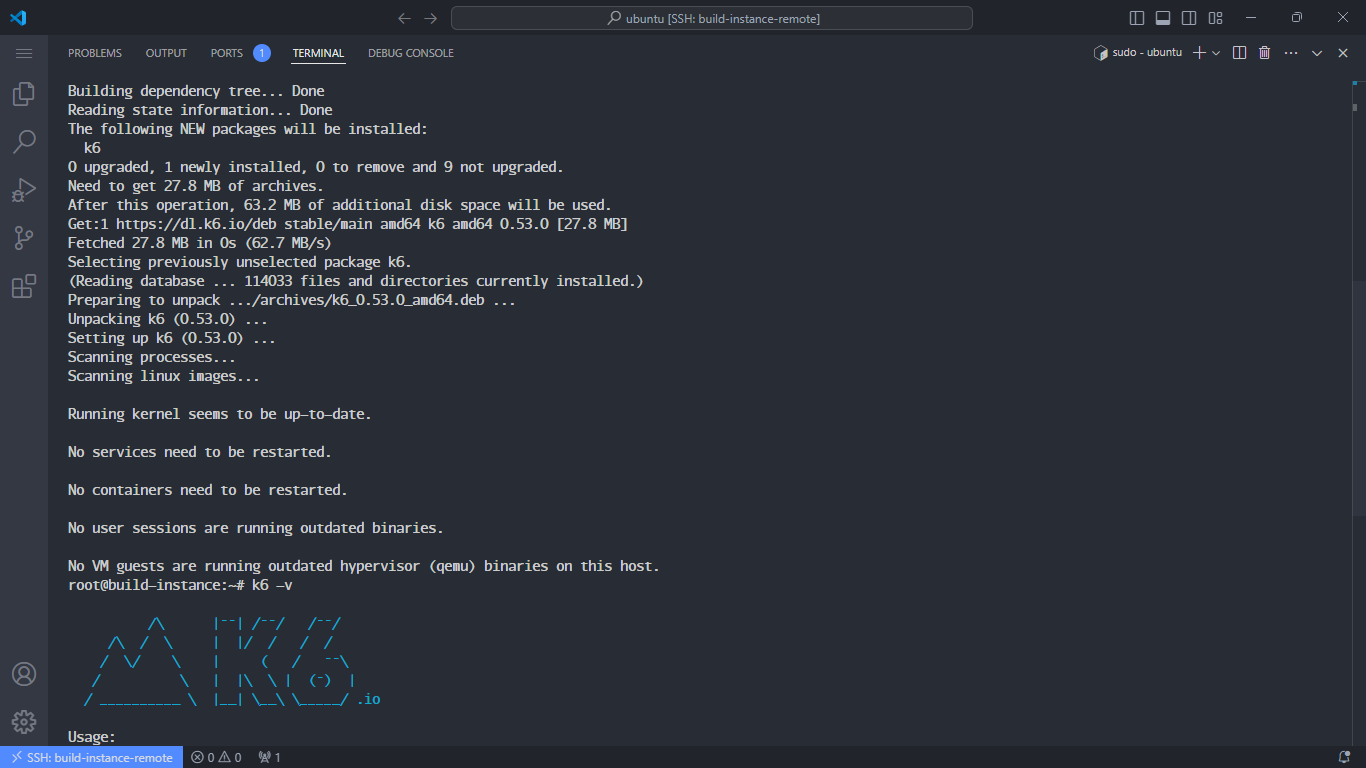 ubuntu [SSH: build-instance-remote]
PROBLEMS OUTPUT PORTS 1 TERMINAL DEBUG CONSOLE sudo - ubuntu
Building dependency tree... Done
Reading state information... Done
The following NEW packages will be installed:
  k6
0 upgraded, 1 newly installed, 0 to remove and 9 not upgraded.
Need to get 27.8 MB of archives.
After this operation, 63.2 MB of additional disk space will be used.
Get:1 https://dl.k6.io/deb stable/main amd64 k6 amd64 0.53.0 [27.8 MB]
Fetched 27.8 MB in 0s (62.7 MB/s)
Selecting previously unselected package k6.
(Reading database ... 114033 files and directories currently installed.)
Preparing to unpack .../archives/k6_0.53.0_amd64.deb ...
Unpacking k6 (0.53.0) ...
Setting up k6 (0.53.0) ...
Scanning processes...
Scanning linux images...
Running kernel seems to be up-to-date.
No services need to be restarted.
No containers need to be restarted.
No user sessions are running outdated binaries.
No VM guests are running outdated hypervisor (qemu) binaries on this host.
root@build-instance:~# k6 -v
          /\      |‾‾| /‾‾/   /‾‾/
     /\  /  \     |  |/  /   /  /
    /  \/    \    |     (   /   ‾‾\
   /          \   |  |\  \ |  (‾)  |
  / __________ \  |__| \__\ \_____/ .io
Usage:
SSH: build-instance-remote 0 0 1